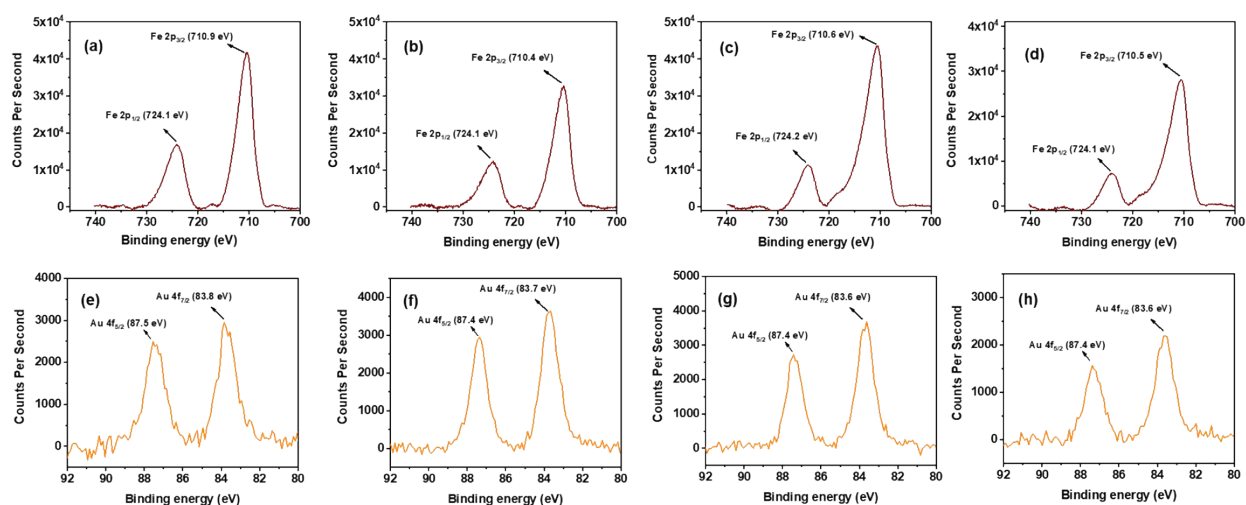 (a)
Fe 2p3/2 (710.9 eV)
Fe 2p1/2 (724.1 eV)
Counts Per Second
5x10⁴
4x10⁴
3x10⁴
2x10⁴
1x10⁴
0
740 730 720 710 700
Binding energy (eV)
(b)
Fe 2p3/2 (710.4 eV)
Fe 2p1/2 (724.1 eV)
Counts Per Second
5x10⁴
4x10⁴
3x10⁴
2x10⁴
1x10⁴
0
740 730 720 710 700
Binding energy (eV)
(c)
Fe 2p3/2 (710.6 eV)
Fe 2p1/2 (724.2 eV)
Counts Per Second
5x10⁴
4x10⁴
3x10⁴
2x10⁴
1x10⁴
0
740 730 720 710 700
Binding energy (eV)
(d)
Fe 2p3/2 (710.5 eV)
Fe 2p1/2 (724.1 eV)
Counts Per Second
4x10⁴
3x10⁴
2x10⁴
1x10⁴
0
740 730 720 710 700
Binding energy (eV)
(e)
Au 4f7/2 (83.8 eV)
Au 4f5/2 (87.5 eV)
Counts Per Second
4000
3000
2000
1000
0
92 90 88 86 84 82 80
Binding energy (eV)
(f)
Au 4f7/2 (83.7 eV)
Au 4f5/2 (87.4 eV)
Counts Per Second
4000
3000
2000
1000
0
92 90 88 86 84 82 80
Binding energy (eV)
(g)
Au 4f7/2 (83.6 eV)
Au 4f5/2 (87.4 eV)
Counts Per Second
5000
4000
3000
2000
1000
0
92 90 88 86 84 82 80
Binding energy (eV)
(h)
Au 4f7/2 (83.6 eV)
Au 4f5/2 (87.4 eV)
Counts Per Second
3000
2000
1000
0
92 90 88 86 84 82 80
Binding energy (eV)